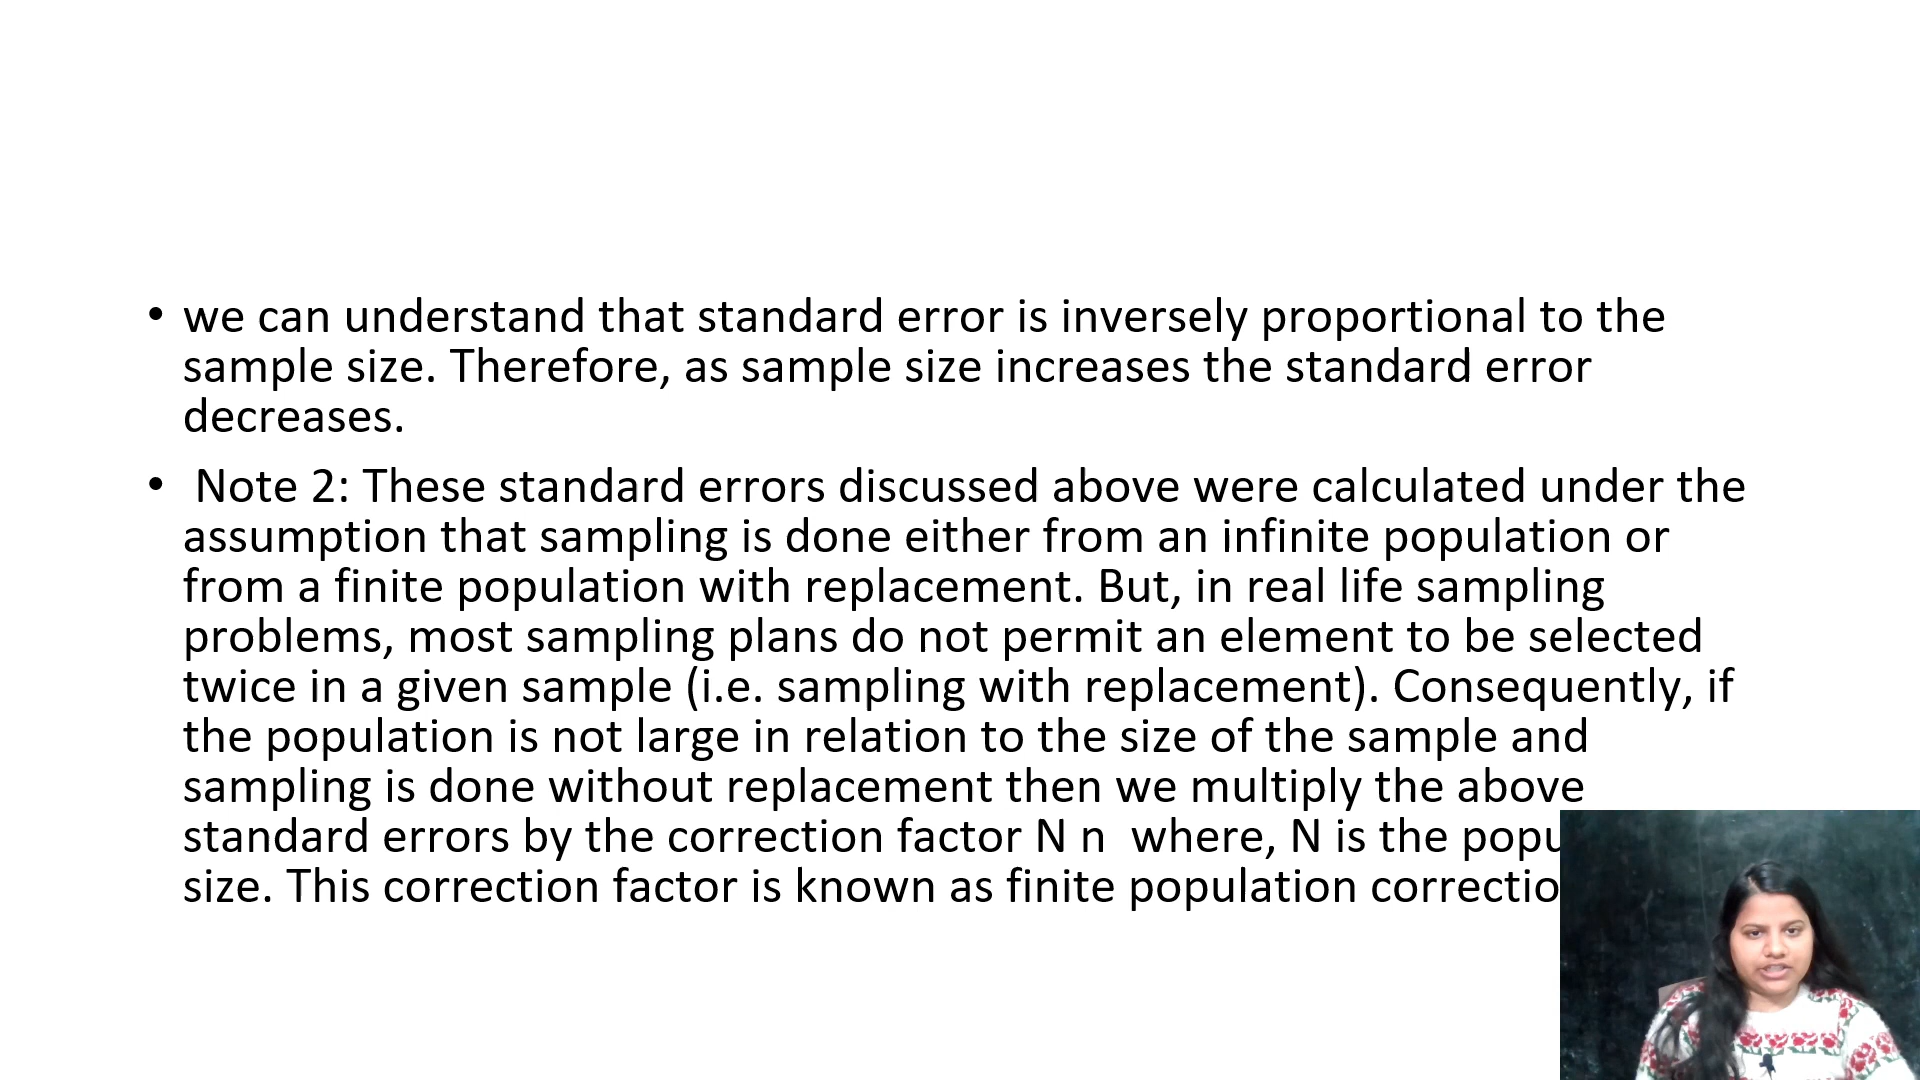 • we can understand that standard error is inversely proportional to the
sample size. Therefore, as sample size increases the standard error
decreases.
• Note 2: These standard errors discussed above were calculated under the
assumption that sampling is done either from an infinite population or
from a finite population with replacement. But, in real life sampling
problems, most sampling plans do not permit an element to be selected
twice in a given sample (i.e. sampling with replacement). Consequently, if
the population is not large in relation to the size of the sample and
sampling is done without replacement then we multiply the above
standard errors by the correction factor N n where, N is the
size. This correction factor is known as finite population